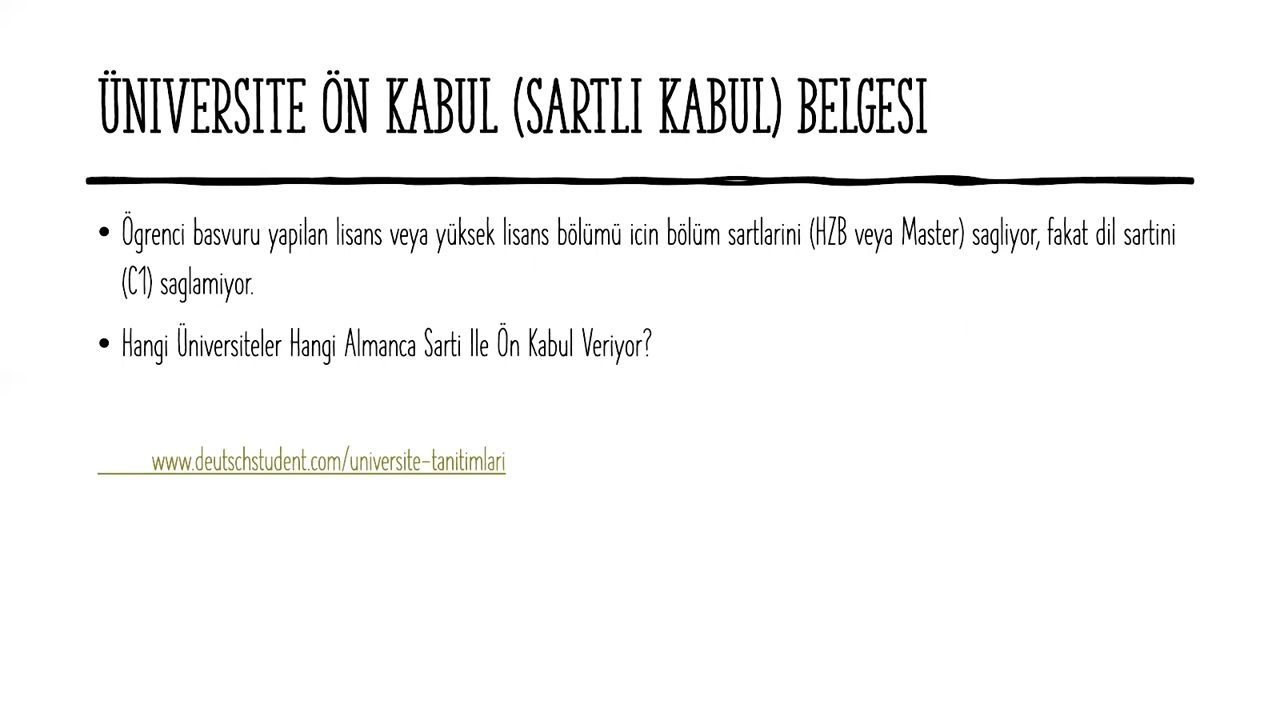 ÜNIVERSITE ÖN KABUL (SARTLI KABUL) BELGESI
• Ögrenci basvuru yapilan lisans veya yüksek lisans bölümü icin bölüm sartlarini (HZB veya Master) sagliyor, fakat dil sartini
(C1) saglamiyor.
• Hangi Üniversiteler Hangi Almanca Sarti Ile Ön Kabul Veriyor?
www.deutschstudent.com/universite-tanitimlari